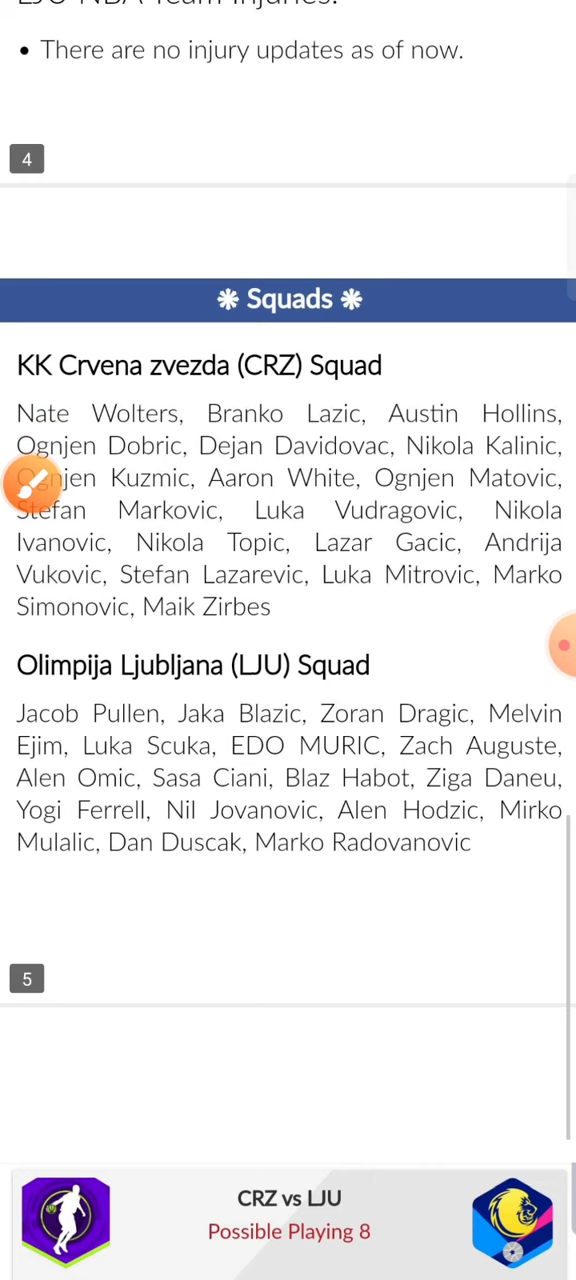 There are no injury updates as of now.
4
Squads
KK Crvena zvezda (CRZ) Squad
Nate Wolters, Branko Lazic, Austin Hollins,
Ognjen Dobric, Dejan Davidovac, Nikola Kalinic,
Kuzmic, Aaron White, Ognjen Matovic,
Stefan Markovic, Luka Vudragovic, Nikola
Ivanovic, Nikola Topic, Lazar Gacic, Andrija
Vukovic, Stefan Lazarevic, Luka Mitrovic, Marko
Simonovic, Maik Zirbes
Olimpija Ljubljana (LJU) Squad
Jacob Pullen, Jaka Blazic, Zoran Dragic, Melvin
Ejim, Luka Scuka, EDO MURIC, Zach Auguste,
Alen Omic, Sasa Ciani, Blaz Habot, Ziga Daneu,
Yogi Ferrell, Nil Jovanovic, Alen Hodzic, Mirko
Mulalic, Dan Duscak, Marko Radovanovic
5
CRZ vs LJU
Possible Playing 8